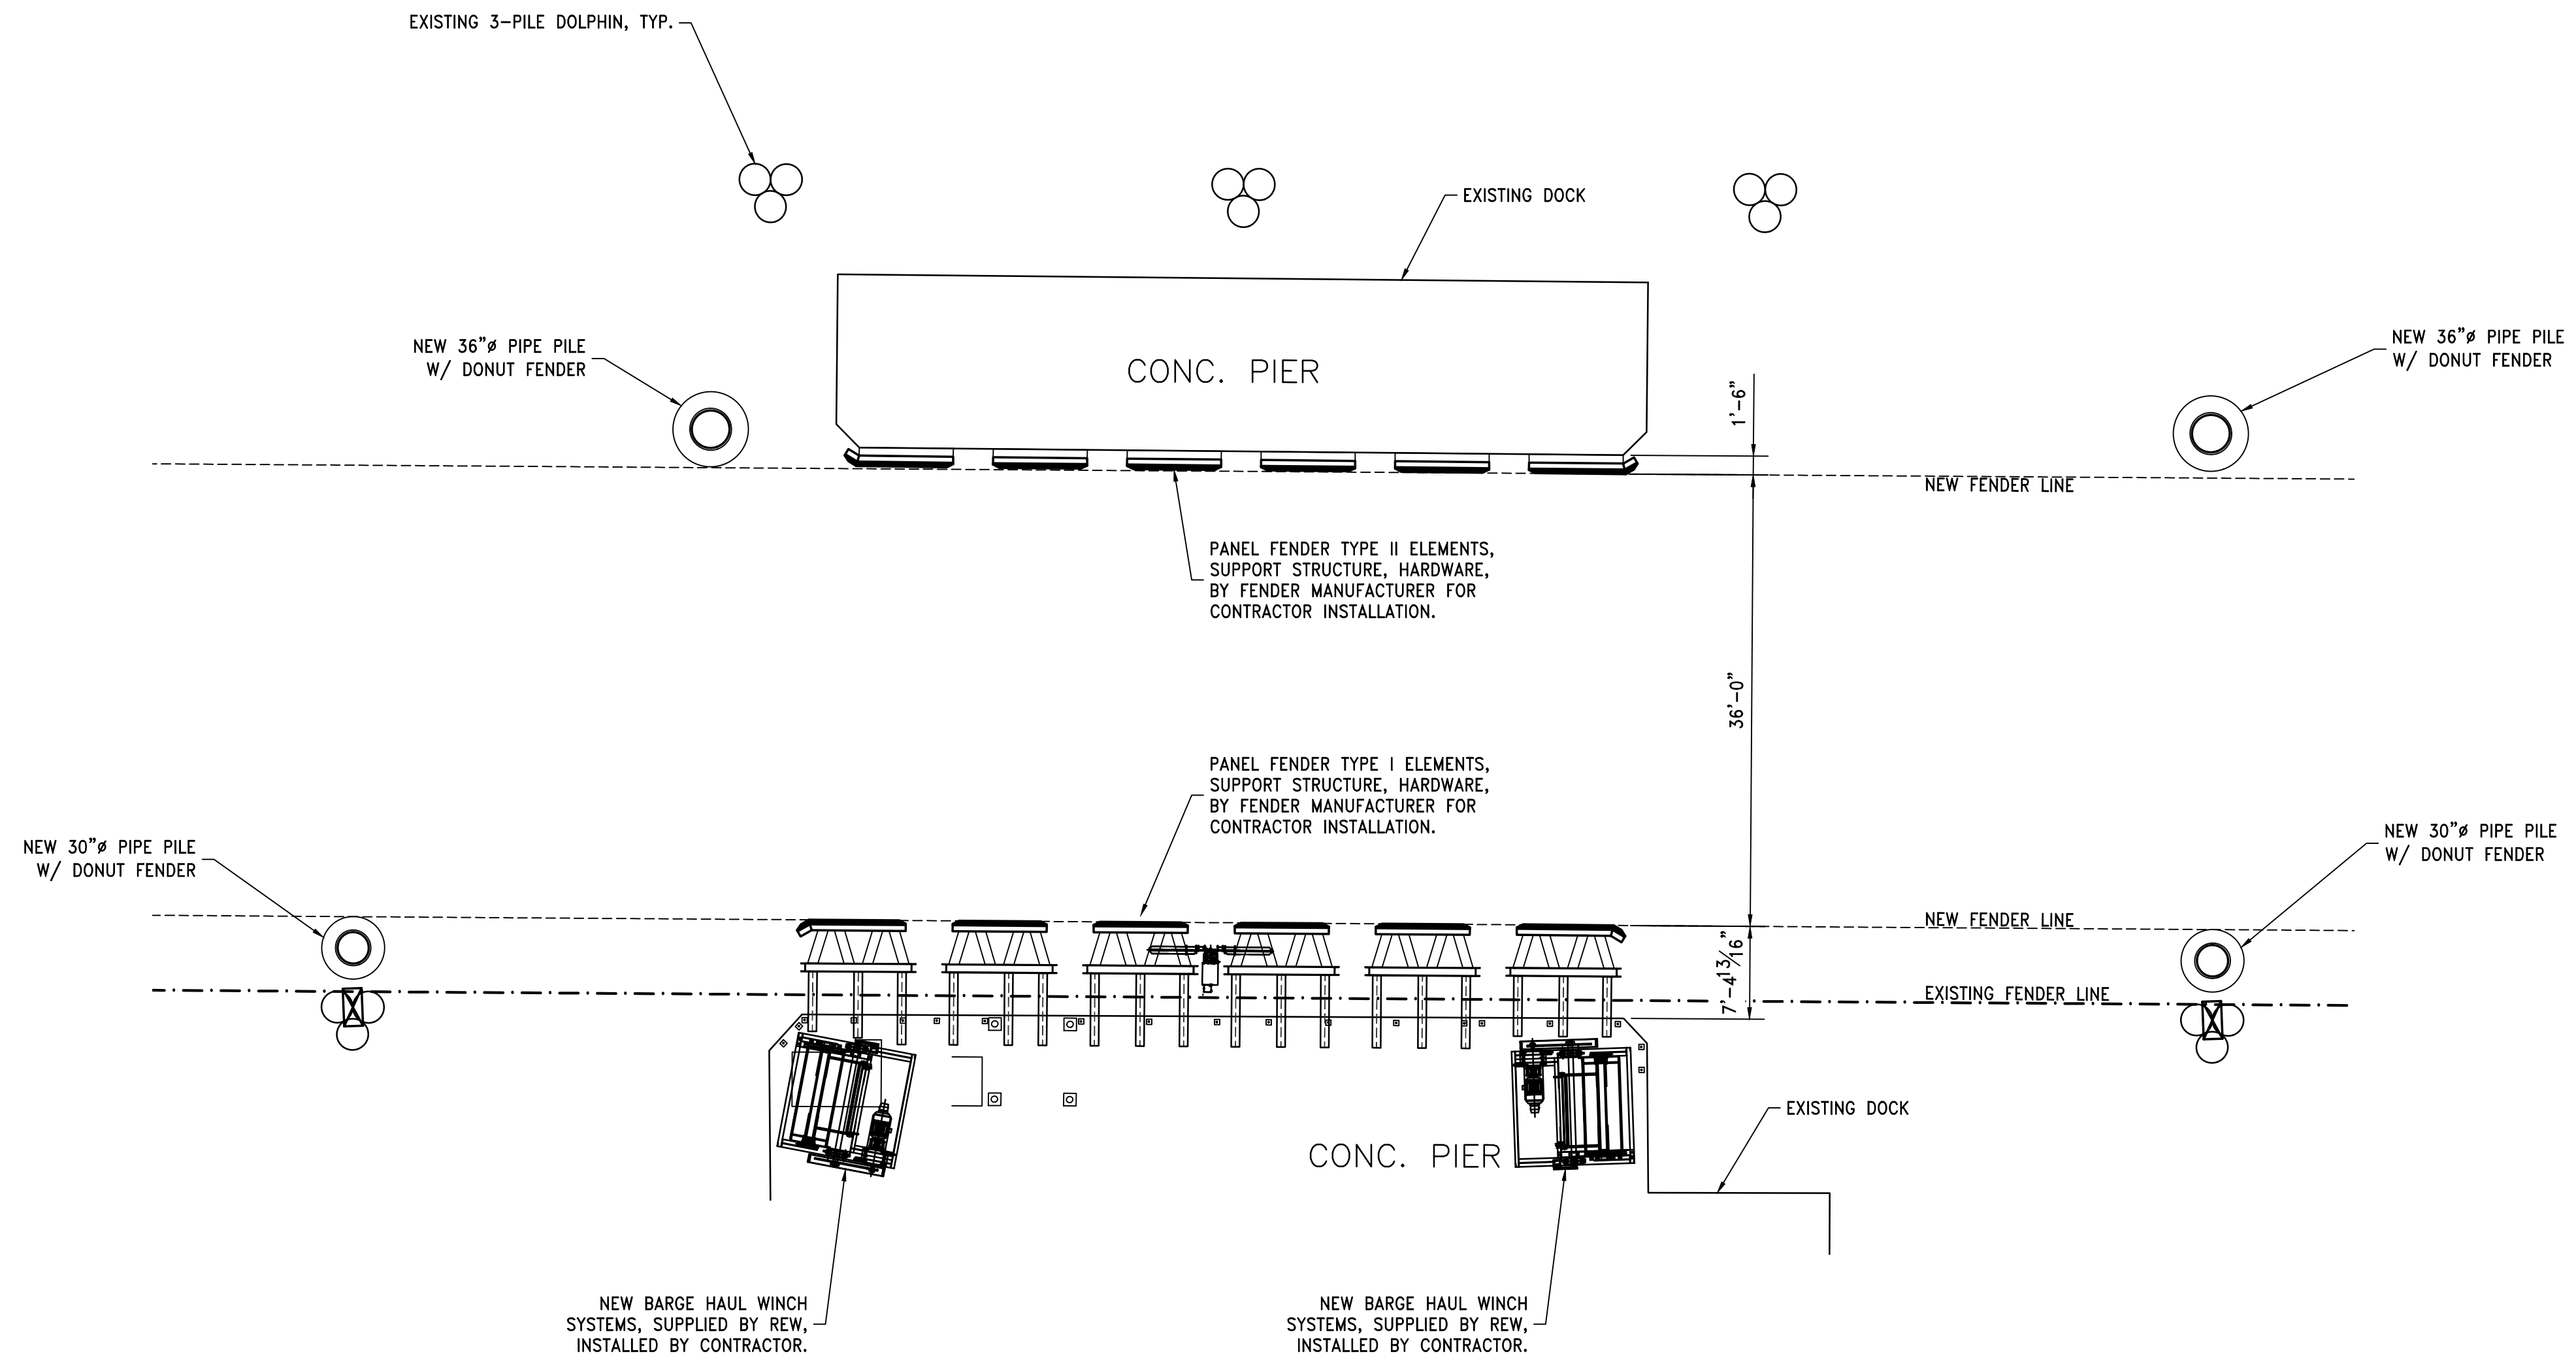 EXISTING 3-PILE DOLPHIN, TYP.
EXISTING DOCK
NEW 36"ø PIPE PILE
W/ DONUT FENDER
CONC. PIER
NEW 36"ø PIPE PILE
W/ DONUT FENDER
1'-6"
NEW FENDER LINE
PANEL FENDER TYPE II ELEMENTS,
SUPPORT STRUCTURE, HARDWARE,
BY FENDER MANUFACTURER FOR
CONTRACTOR INSTALLATION.
36'-0"
PANEL FENDER TYPE I ELEMENTS,
SUPPORT STRUCTURE, HARDWARE,
BY FENDER MANUFACTURER FOR
CONTRACTOR INSTALLATION.
NEW 30"ø PIPE PILE
W/ DONUT FENDER
NEW 30"ø PIPE PILE
W/ DONUT FENDER
NEW FENDER LINE
7'-4 13/16"
EXISTING FENDER LINE
EXISTING DOCK
CONC. PIER
NEW BARGE HAUL WINCH
SYSTEMS, SUPPLIED BY REW,
INSTALLED BY CONTRACTOR.
NEW BARGE HAUL WINCH
SYSTEMS, SUPPLIED BY REW,
INSTALLED BY CONTRACTOR.